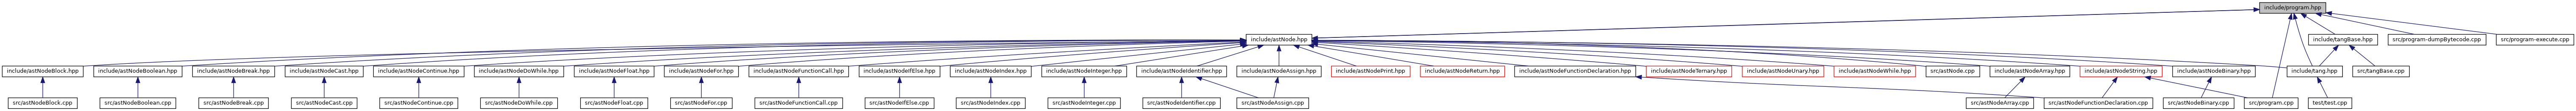 include/program.hpp
include/astNode.hpp
include/tangBase.hpp
src/program-dumpBytecode.cpp
src/program-execute.cpp
include/astNodeBlock.hpp
include/astNodeBoolean.hpp
include/astNodeBreak.hpp
include/astNodeCast.hpp
include/astNodeContinue.hpp
include/astNodeDoWhile.hpp
include/astNodeFloat.hpp
include/astNodeFor.hpp
include/astNodeFunctionCall.hpp
include/astNodeIfElse.hpp
include/astNodeIndex.hpp
include/astNodeInteger.hpp
include/astNodeIdentifier.hpp
include/astNodeAssign.hpp
include/astNodePrint.hpp
include/astNodeReturn.hpp
include/astNodeFunctionDeclaration.hpp
include/astNodeTernary.hpp
include/astNodeUnary.hpp
include/astNodeWhile.hpp
src/astNode.cpp
include/astNodeArray.hpp
include/astNodeString.hpp
include/astNodeBinary.hpp
include/tang.hpp
src/tangBase.cpp
src/astNodeBlock.cpp
src/astNodeBoolean.cpp
src/astNodeBreak.cpp
src/astNodeCast.cpp
src/astNodeContinue.cpp
src/astNodeDoWhile.cpp
src/astNodeFloat.cpp
src/astNodeFor.cpp
src/astNodeFunctionCall.cpp
src/astNodeIfElse.cpp
src/astNodeIndex.cpp
src/astNodeInteger.cpp
src/astNodeIdentifier.cpp
src/astNodeAssign.cpp
src/astNodeArray.cpp
src/astNodeFunctionDeclaration.cpp
src/astNodeBinary.cpp
src/program.cpp
test/test.cpp